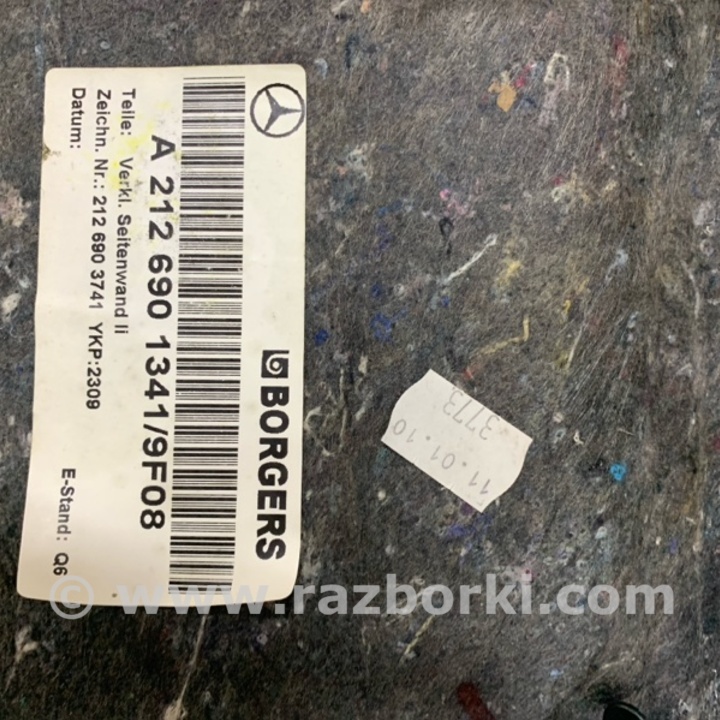 BORGERS
A 212 690 1341/9F08
Teile: Verkl. Seitenwand li
Zeichn. Nr.: 212 690 3741 YKP:2309
Datum:
E-Stand: Q6
3773
11.01.10
© www.razborki.com